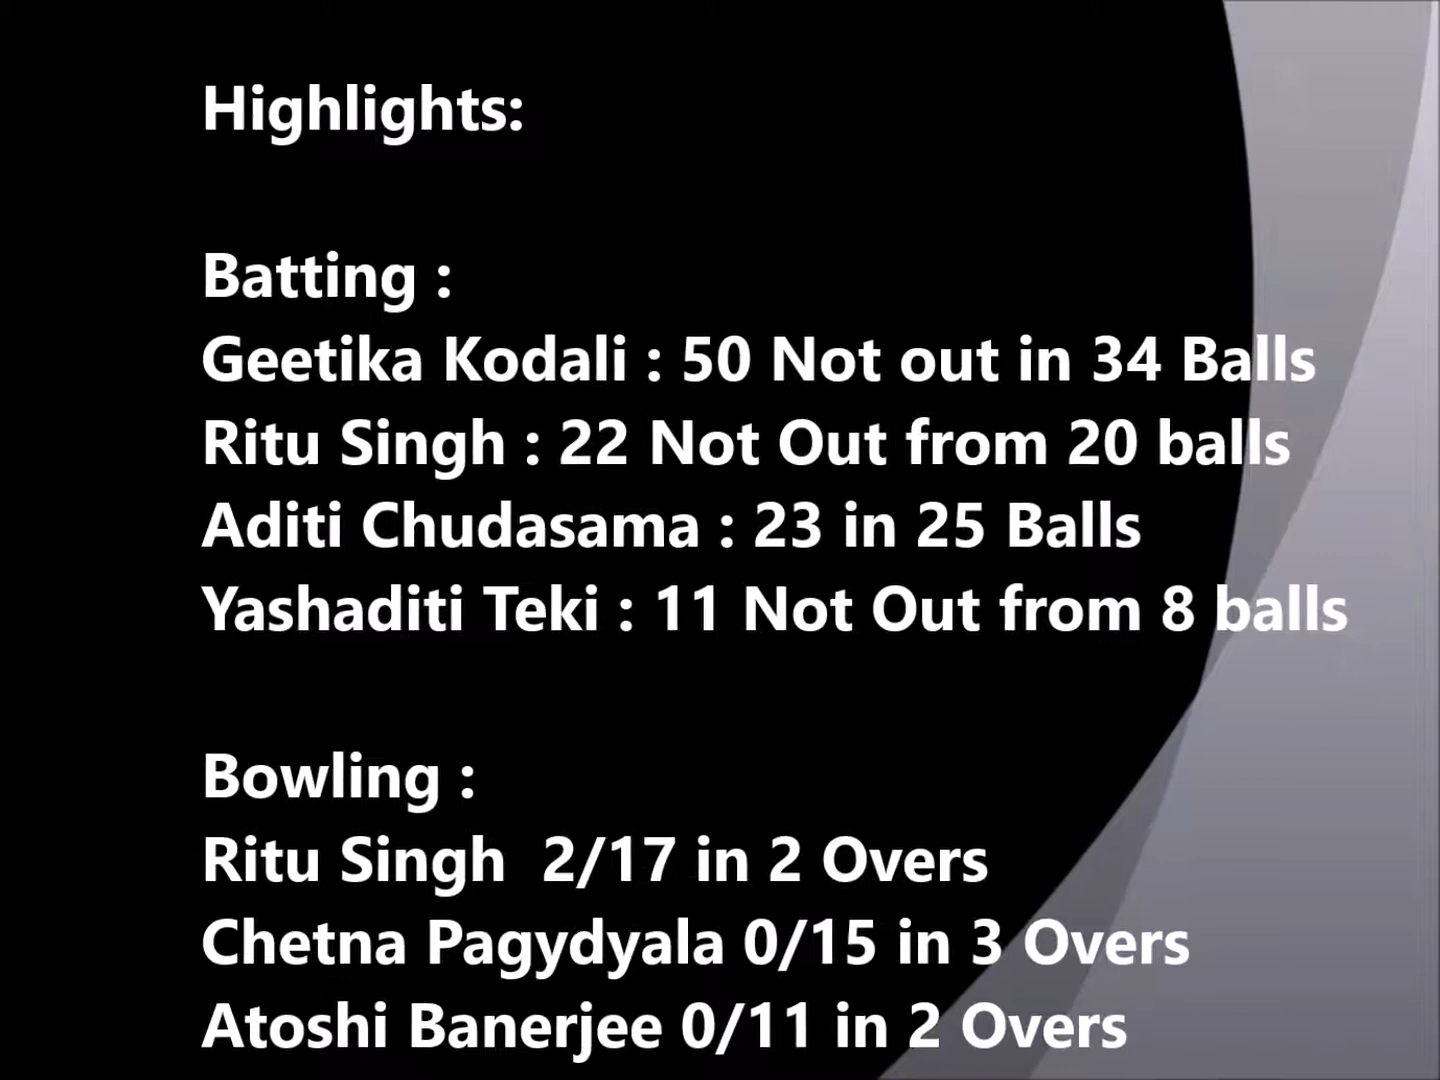 Highlights:
Batting :
Geetika Kodali : 50 Not out in 34 Balls
Ritu Singh : 22 Not Out from 20 balls
Aditi Chudasama : 23 in 25 Balls
Yashaditi Teki : 11 Not Out from 8 balls
Bowling :
Ritu Singh  2/17 in 2 Overs
Chetna Pagydyala 0/15 in 3 Overs
Atoshi Banerjee 0/11 in 2 Overs